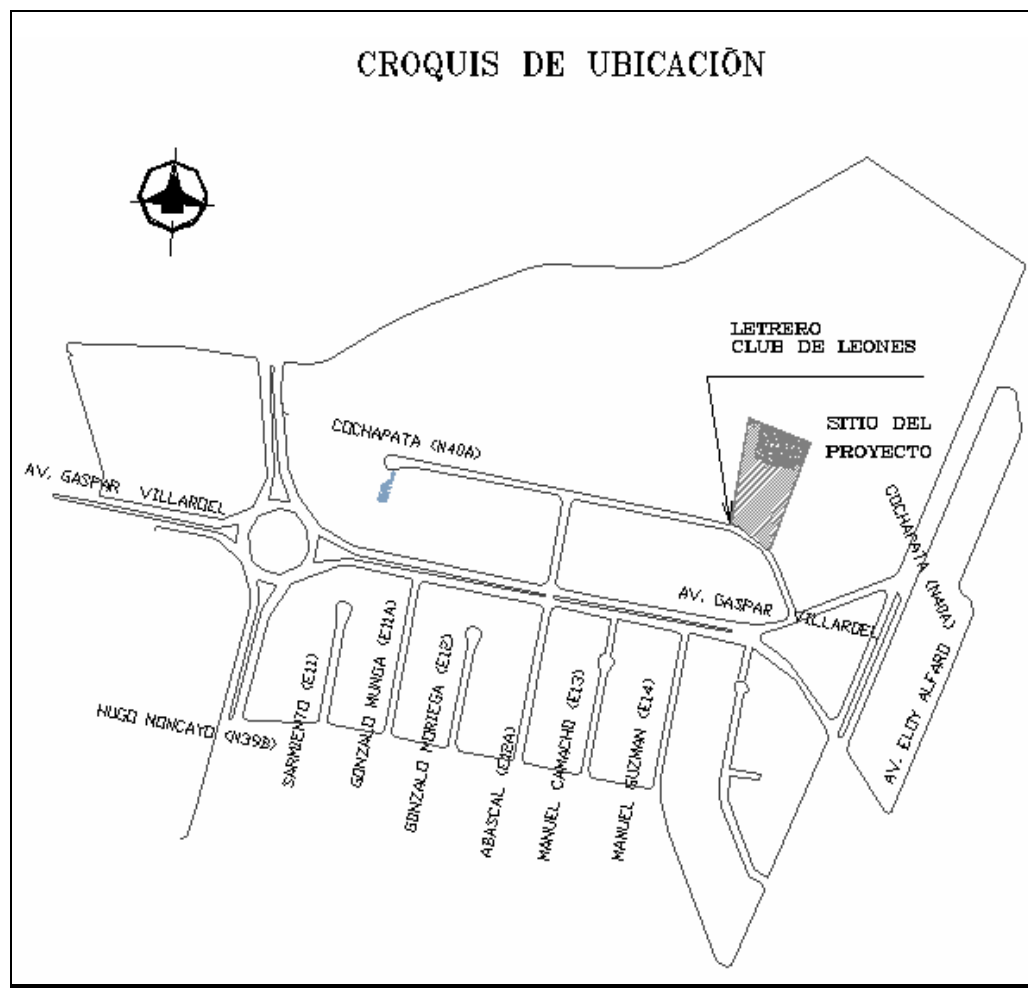 CROQUIS DE UBICACIÕN
LETRERO
CLUB DE LEONES
SITIO DEL
PROYECTO
COCHAPATA (N40A)
AV. GASPAR VILLARDEL
COCHAPATA (N40A)
AV. GASPAR VILLARDEL
HUGO MONCAYO (N39B)
SARMIENTO (E11)
GONZALO MUNGA (E11A)
GONZALO NORIEGA (E12)
ABASCAL (E12A)
MANUEL CAMACHO (E13)
MANUEL GUZMAN (E14)
AV. ELOY ALFARO